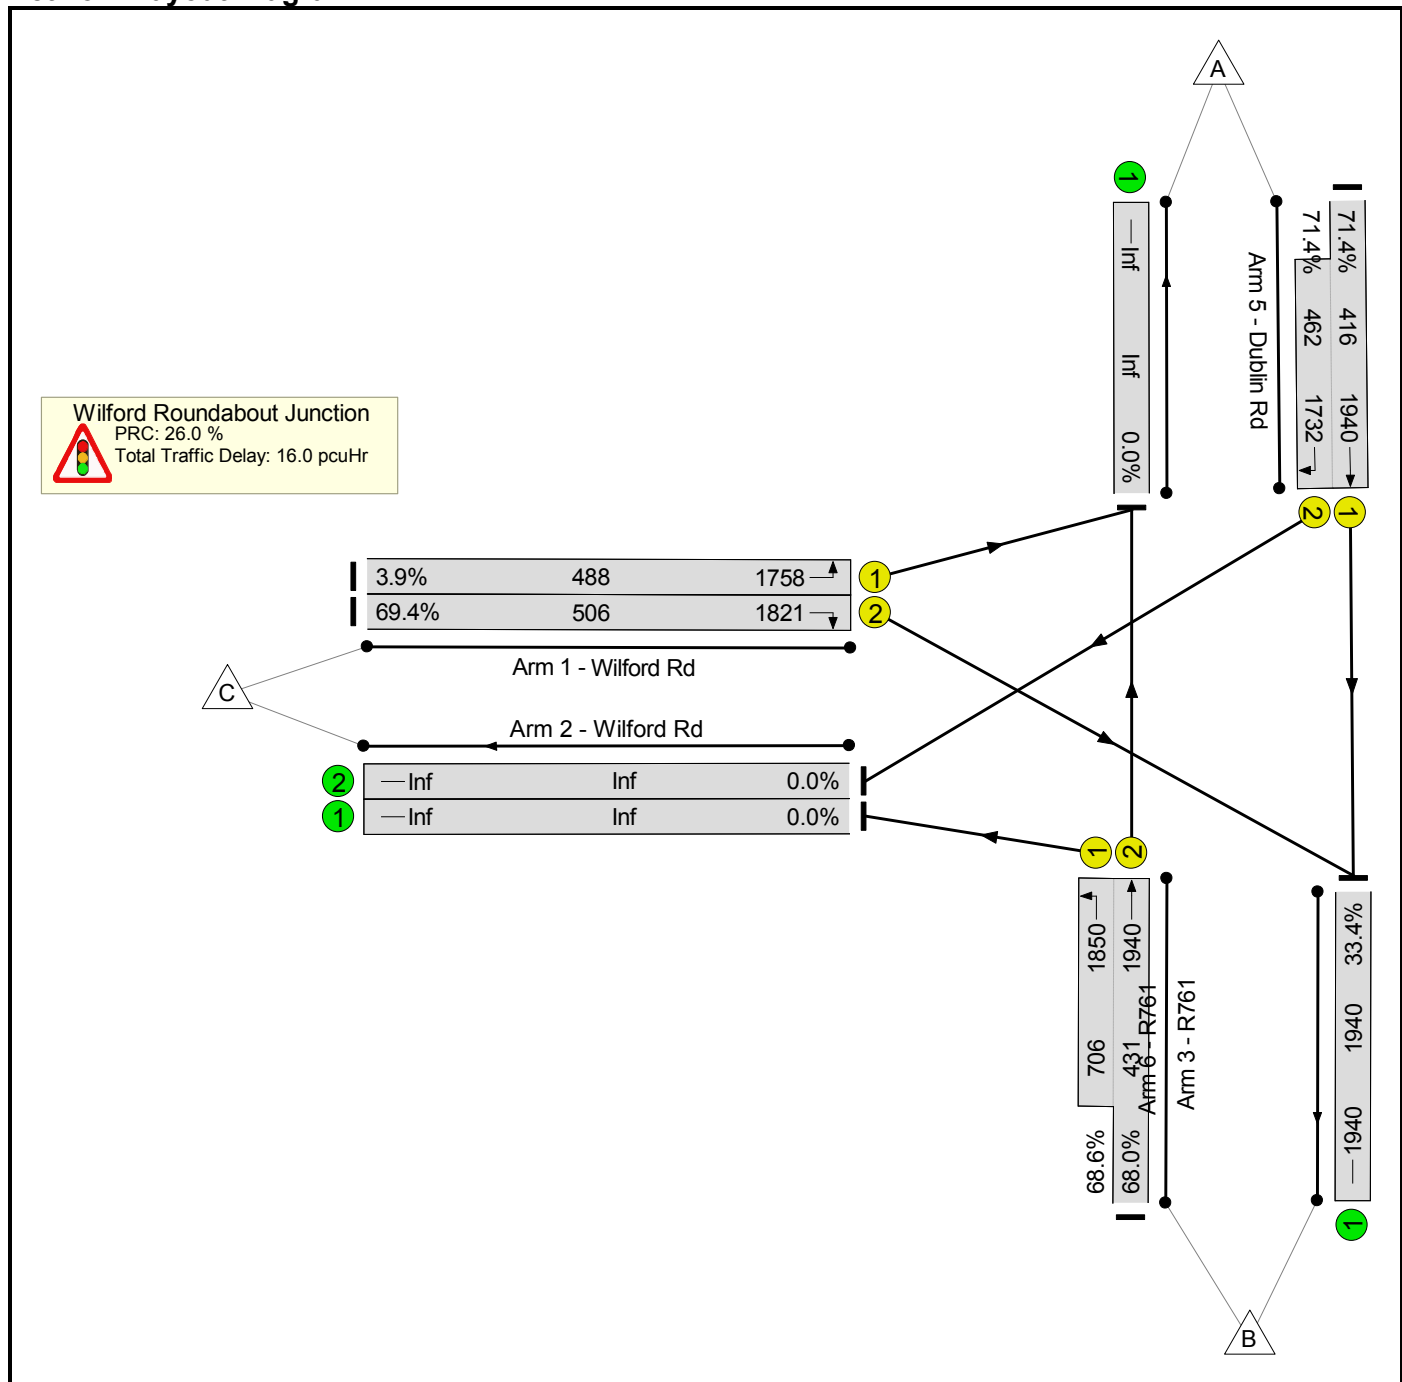 A
1
Inf
Inf
0.0%
Arm 5 - Dublin Rd
71.4%
462
1732
71.4%
416
1940
2
1
Wilford Roundabout Junction
PRC: 26.0 %
Total Traffic Delay: 16.0 pcuHr
3.9% 488 1758
1
69.4% 506 1821
2
Arm 1 - Wilford Rd
C
Arm 2 - Wilford Rd
2
Inf Inf 0.0%
1
Inf Inf 0.0%
1
2
1850
706
68.6%
1940
431
68.0%
Arm 6 - R761
Arm 3 - R761
33.4%
1940
1940
1
B